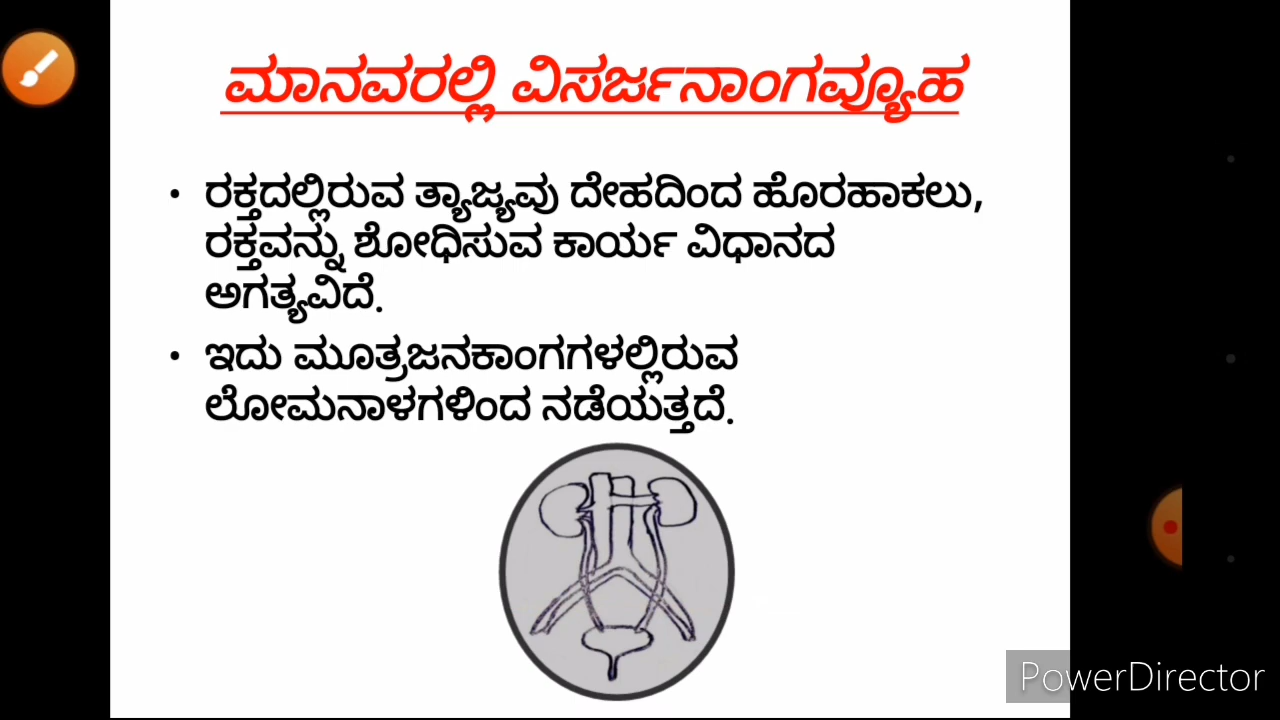 ಮಾನವರಲ್ಲಿ ವಿಸರ್ಜನಾಂಗವ್ಯೂಹ
• ರಕ್ತದಲ್ಲಿರುವ ತ್ಯಾಜ್ಯವು ದೇಹದಿಂದ ಹೊರಹಾಕಲು,
ರಕ್ತವನ್ನು ಶೋಧಿಸುವ ಕಾರ್ಯ ವಿಧಾನದ
ಅಗತ್ಯವಿದೆ.
• ಇದು ಮೂತ್ರಜನಕಾಂಗಗಳಲ್ಲಿರುವ
ಲೋಮನಾಳಗಳಿಂದ ನಡೆಯತ್ತದೆ.
PowerDirector